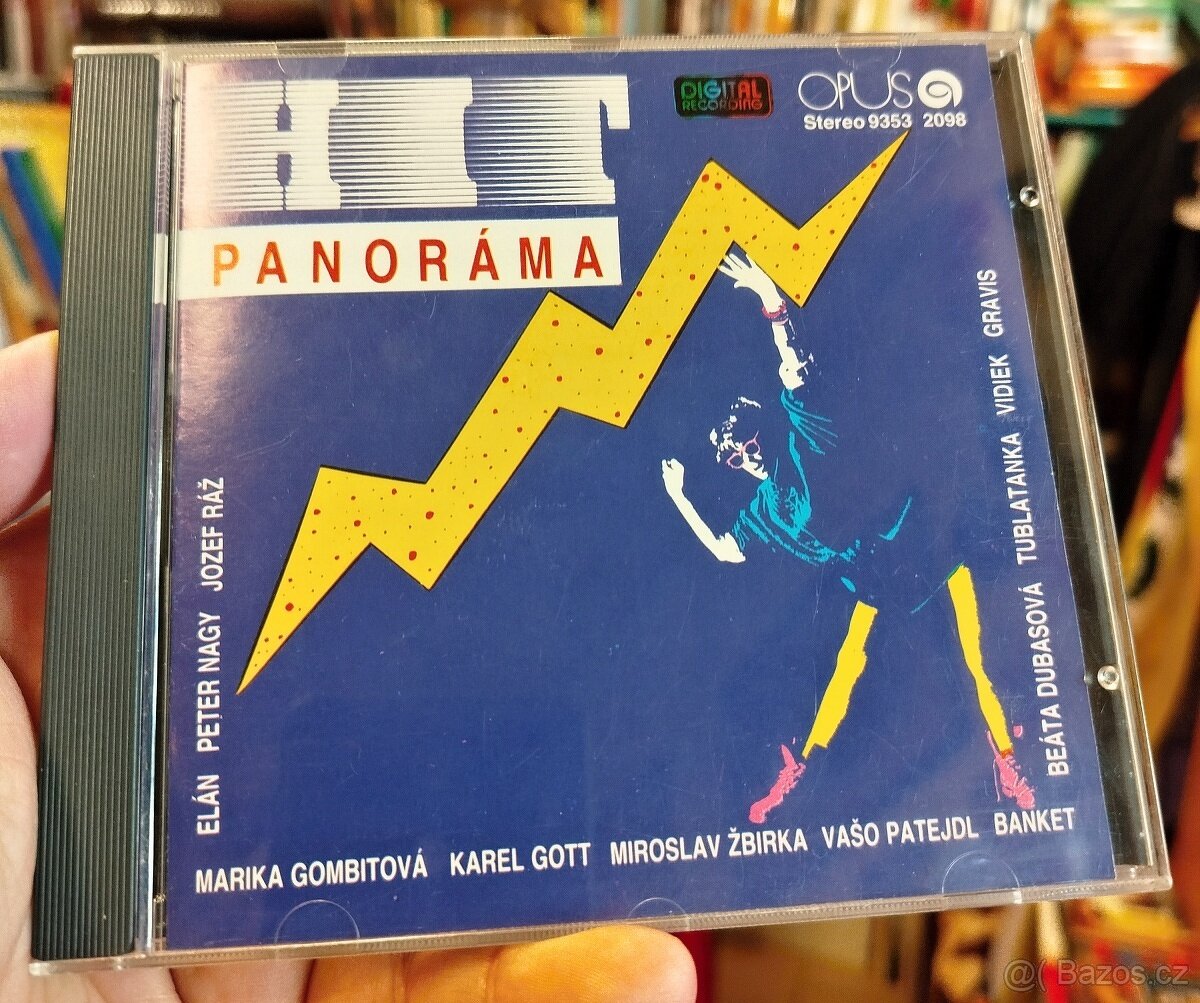 HIT
PANORÁMA
DIGITAL
RECORDING
OPUS
Stereo 9353 2098
ELÁN PETER NAGY JOZEF RÁŽ
MARIKA GOMBITOVÁ KAREL GOTT MIROSLAV ŽBIRKA VAŠO PATEJDL BANKET
BEÁTA DUBASOVÁ TUBLATANKA VIDIEK GRAVIS
@( Bazos.cz